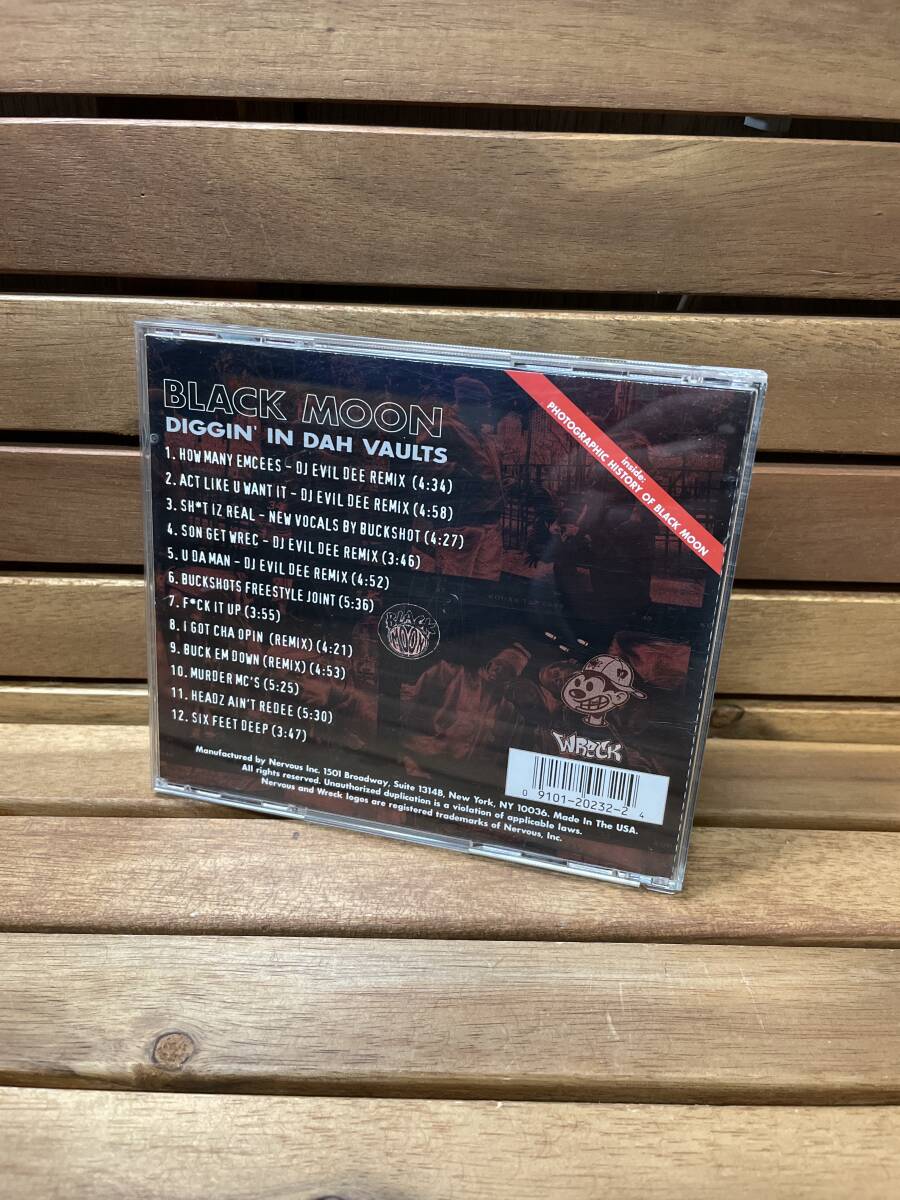 BLACK MOON
DIGGIN' IN DAH VAULTS
1. HOW MANY EMCEES – DJ EVIL DEE REMIX (4:34)
2. ACT LIKE U WANT IT – DJ EVIL DEE REMIX (4:58)
3. SH*T IZ REAL – NEW VOCALS BY BUCKSHOT (4:27)
4. SON GET WREC – DJ EVIL DEE REMIX (3:46)
5. U DA MAN – DJ EVIL DEE REMIX (4:52)
6. BUCKSHOTS FREESTYLE JOINT (5:36)
7. F*CK IT UP (3:55)
8. I GOT CHA OPIN (REMIX) (4:21)
9. BUCK EM DOWN (REMIX) (4:53)
10. MURDER MC'S (5:25)
11. HEADZ AIN'T REDEE (5:30)
12. SIX FEET DEEP (3:47)
inside:
PHOTOGRAPHIC HISTORY OF BLACK MOON
BLACK
MOON
WRECK
Manufactured by Nervous Inc. 1501 Broadway, Suite 1314B, New York, NY 10036. Made In The USA.
All rights reserved. Unauthorized duplication is a violation of applicable laws.
Nervous and Wreck logos are registered trademarks of Nervous, Inc.
0 9101-20232-2 4